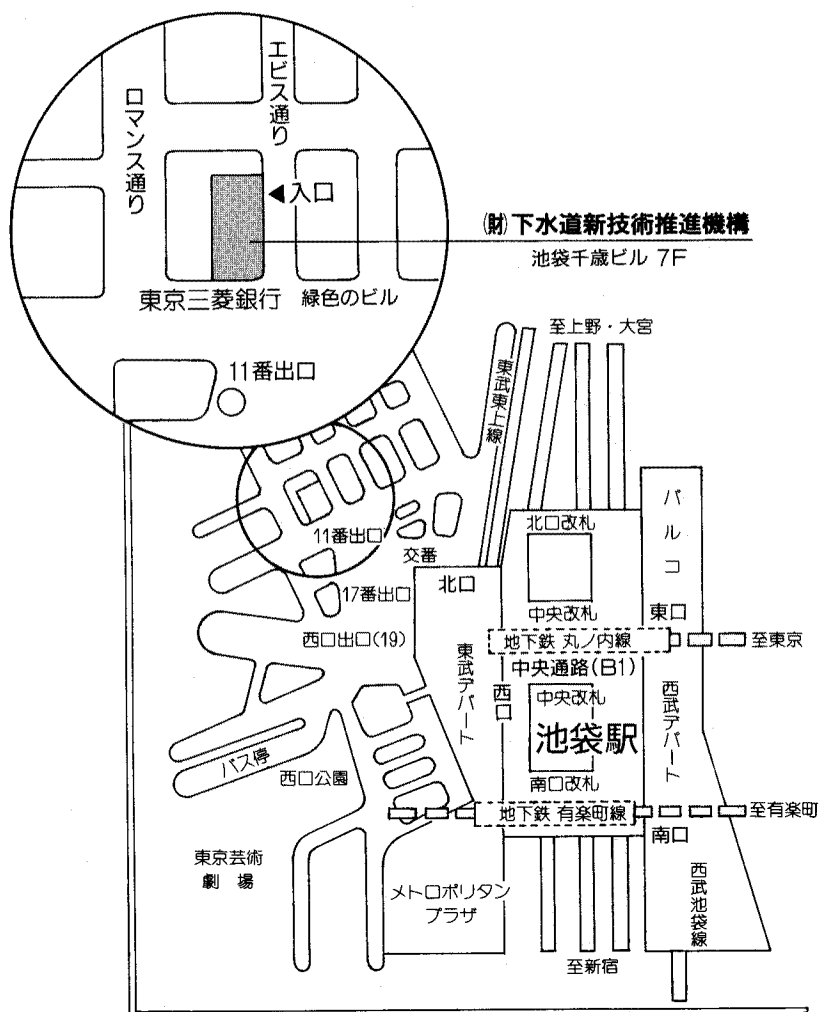 エビス通り
ロマンス通り
◀入口
(財)下水道新技術推進機構
池袋千歳ビル 7F
東京三菱銀行
緑色のビル
11番出口
至上野・大宮
東武東上線
パルコ
北口改札
11番出口
交番
北口
17番出口
中央改札
東口
西口出口(19)
地下鉄 丸ノ内線
至東京
中央通路(B1)
東武デパート
西口
中央改札
西武デパート
池袋駅
バス停
西口公園
南口改札
地下鉄 有楽町線
至有楽町
南口
東京芸術
劇場
メトロポリタン
プラザ
西武池袋線
至新宿